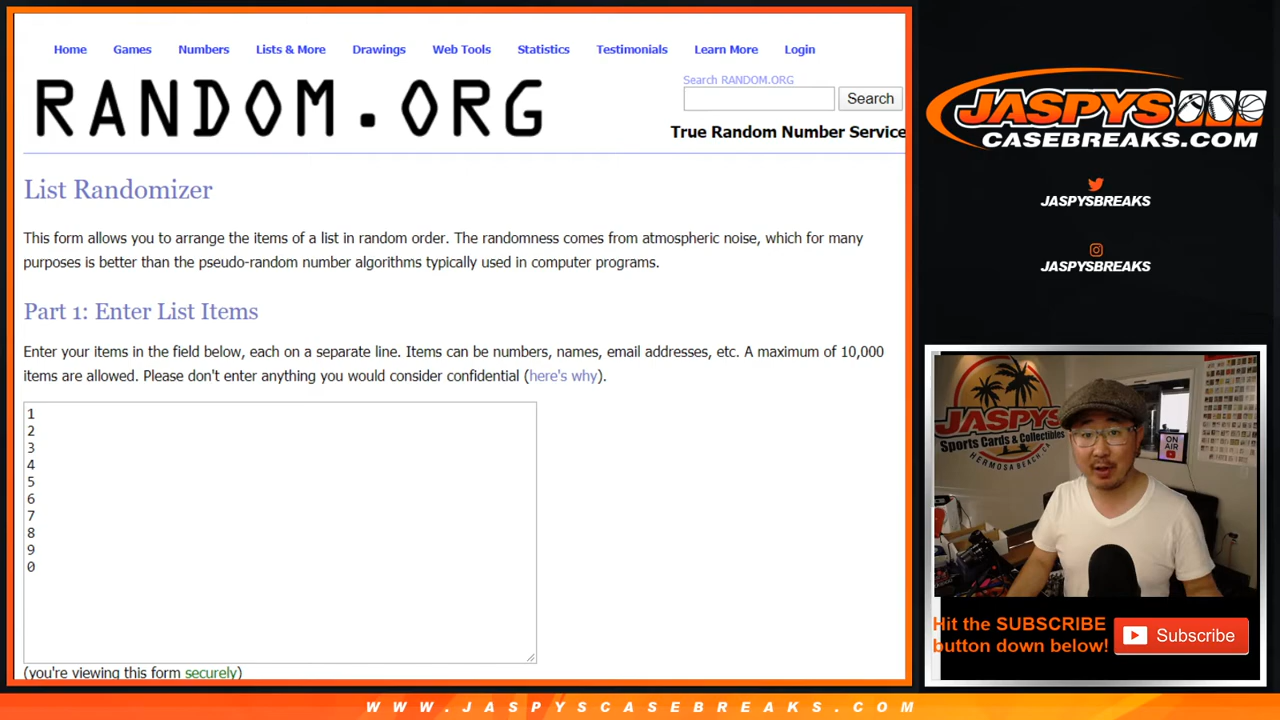 Home Games Numbers Lists & More Drawings Web Tools Statistics Testimonials Learn More Login
RANDOM.ORG
Search RANDOM.ORG
Search
True Random Number Service
List Randomizer
This form allows you to arrange the items of a list in random order. The randomness comes from atmospheric noise, which for many
purposes is better than the pseudo-random number algorithms typically used in computer programs.
Part 1: Enter List Items
Enter your items in the field below, each on a separate line. Items can be numbers, names, email addresses, etc. A maximum of 10,000
items are allowed. Please don't enter anything you would consider confidential (here's why).
1
2
3
4
5
6
7
8
9
0
(you're viewing this form securely)
JASPYS
CASEBREAKS.COM
JASPYSBREAKS
JASPYSBREAKS
JASPYS
Sports Cards & Collectibles
HERMOSA BEACH, CA
ON
AIR
Hit the SUBSCRIBE
button down below!
Subscribe
WWW.JASPYSCASEBREAKS.COM